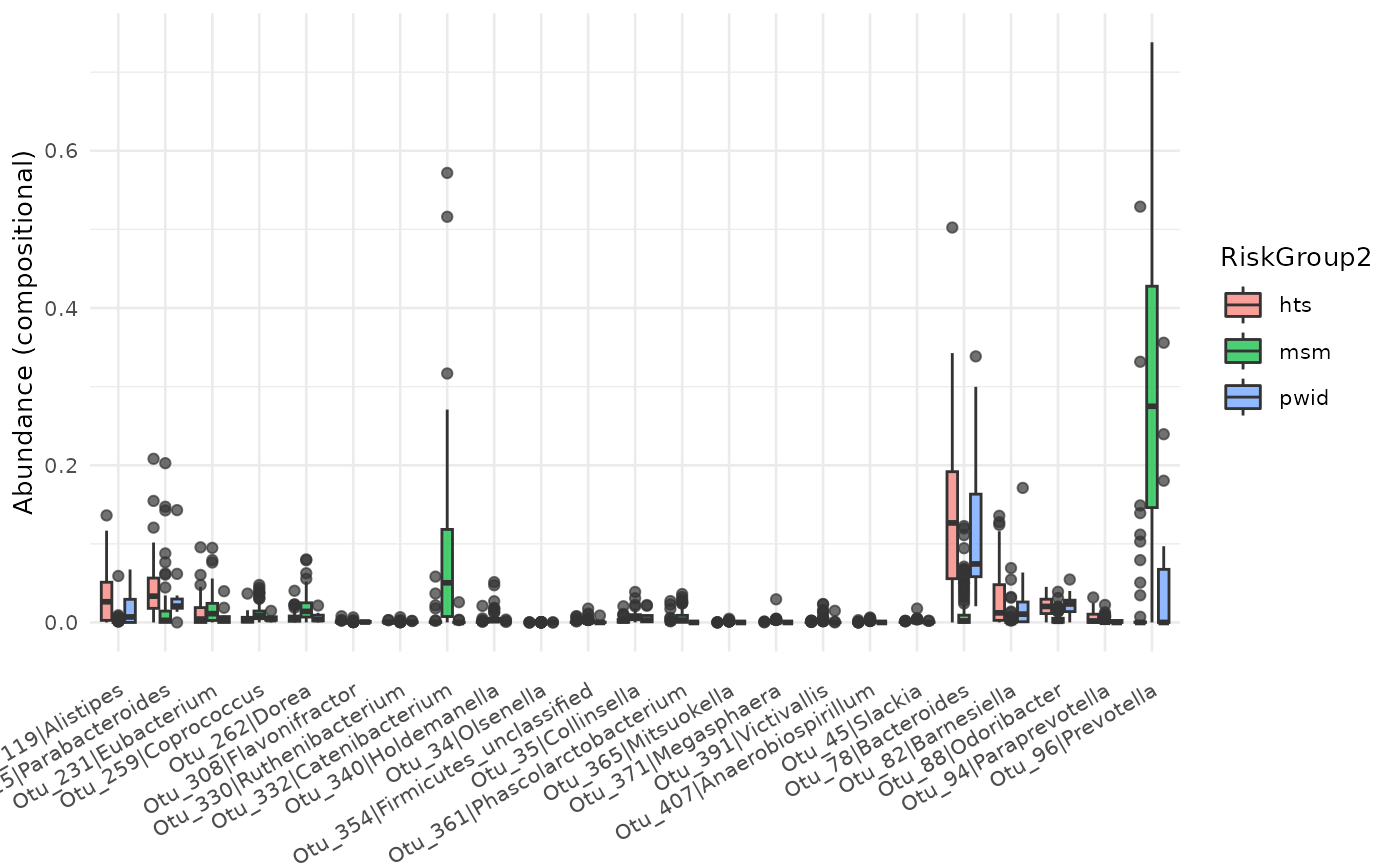 Abundance (compositional)
0.6
0.4
0.2
0.0
_119|Alistipes
5|Parabacteroides
Otu_231|Eubacterium
Otu_259|Coprococcus
Otu_262|Dorea
Otu_308|Flavonifractor
Otu_330|Ruthenibacterium
Otu_332|Catenibacterium
Otu_340|Holdemanella
Otu_34|Olsenella
Otu_354|Firmicutes_unclassified
Otu_35|Collinsella
Otu_361|Phascolarctobacterium
Otu_365|Mitsuokella
Otu_371|Megasphaera
Otu_391|Victivallis
Otu_407|Anaerobiospirillum
Otu_45|Slackia
Otu_78|Bacteroides
Otu_82|Barnesiella
Otu_88|Odoribacter
Otu_94|Paraprevotella
Otu_96|Prevotella
RiskGroup2
hts
msm
pwid